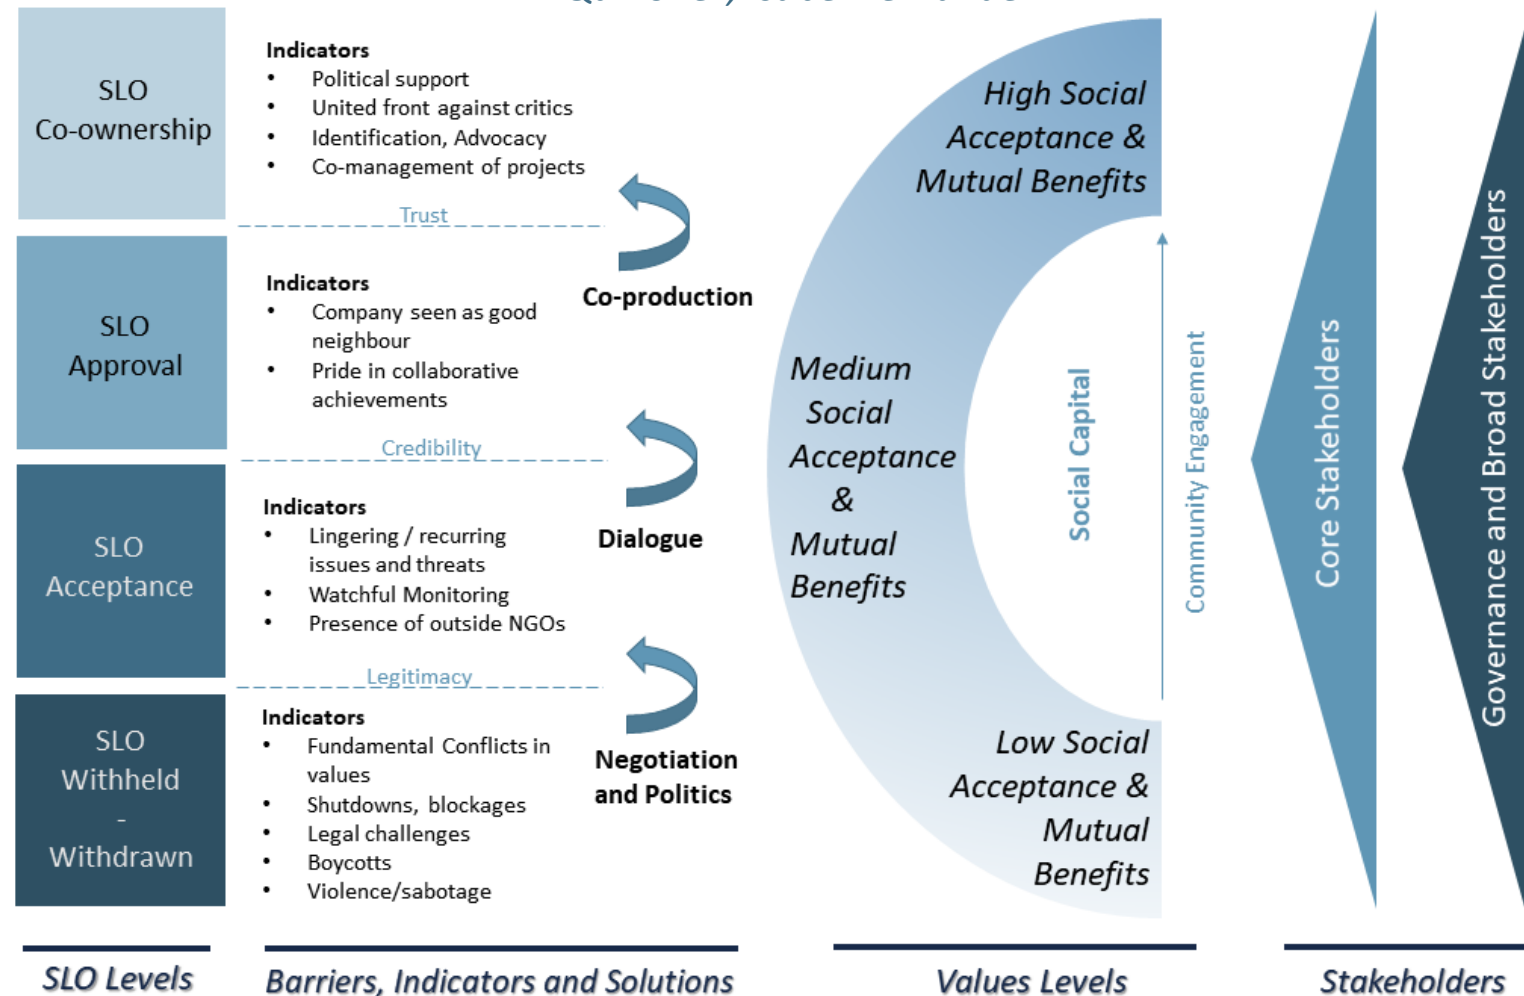 SLO
Co-ownership
Indicators
• Political support
• United front against critics
• Identification, Advocacy
• Co-management of projects
Trust
Co-production
SLO
Approval
Indicators
• Company seen as good
neighbour
• Pride in collaborative
achievements
Credibility
Dialogue
SLO
Acceptance
Indicators
• Lingering / recurring
issues and threats
• Watchful Monitoring
• Presence of outside NGOs
Legitimacy
Negotiation
and Politics
SLO
Withheld
-
Withdrawn
Indicators
• Fundamental Conflicts in
values
• Shutdowns, blockages
• Legal challenges
• Boycotts
• Violence/sabotage
High Social
Acceptance &
Mutual Benefits
Medium
Social
Acceptance
&
Mutual
Benefits
Low Social
Acceptance &
Mutual
Benefits
Social Capital
Community Engagement
Core Stakeholders
Governance and Broad Stakeholders
SLO Levels
Barriers, Indicators and Solutions
Values Levels
Stakeholders